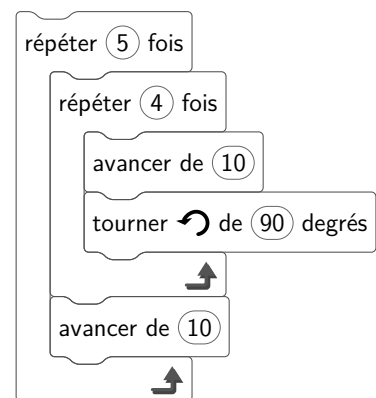 répéter 5 fois
répéter 4 fois
avancer de 10
tourner de 90 degrés
avancer de 10